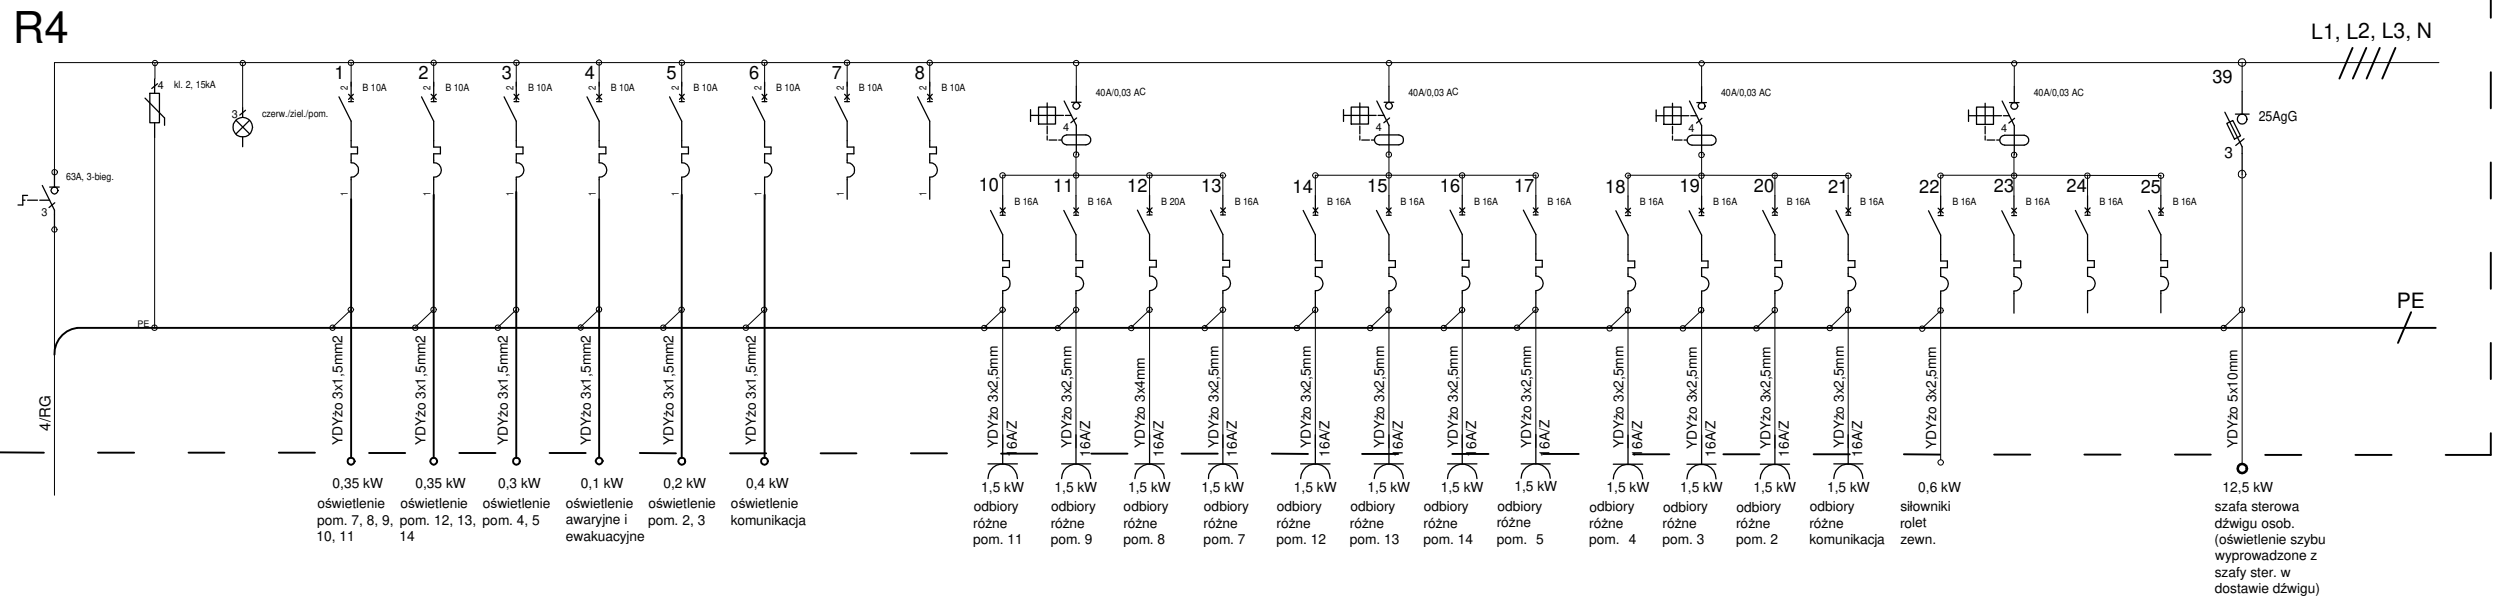 R4
L1, L2, L3, N
1
2
3
4
5
6
7
8
39
4
kl. 2, 15kA
3
czerw./ziel./pom.
2
B 10A
2
B 10A
2
B 10A
2
B 10A
2
B 10A
2
B 10A
2
B 10A
2
B 10A
40A/0,03 AC
40A/0,03 AC
40A/0,03 AC
40A/0,03 AC
4
4
4
4
25AgG
3
63A, 3-bieg.
3
1
1
1
1
1
1
1
1
10
11
12
13
14
15
16
17
18
19
20
21
22
23
24
25
B 16A
B 16A
B 20A
B 16A
B 16A
B 16A
B 16A
B 16A
B 16A
B 16A
B 16A
B 16A
B 16A
B 16A
B 16A
B 16A
PE
PE
4/RG
YDYżo 3x1,5mm2
YDYżo 3x1,5mm2
YDYżo 3x1,5mm2
YDYżo 3x1,5mm2
YDYżo 3x1,5mm2
YDYżo 3x1,5mm2
YDYżo 3x2,5mm
16A/Z
YDYżo 3x2,5mm
16A/Z
YDYżo 3x4mm
16A/Z
YDYżo 3x2,5mm
16A/Z
YDYżo 3x2,5mm
16A/Z
YDYżo 3x2,5mm
16A/Z
YDYżo 3x2,5mm
16A/Z
YDYżo 3x2,5mm
16A/Z
YDYżo 3x2,5mm
16A/Z
YDYżo 3x2,5mm
16A/Z
YDYżo 3x2,5mm
16A/Z
YDYżo 3x2,5mm
16A/Z
YDYżo 3x2,5mm
YDYżo 5x10mm
0,35 kW
oświetlenie
pom. 7, 8, 9,
10, 11
0,35 kW
oświetlenie
pom. 12, 13,
14
0,3 kW
oświetlenie
pom. 4, 5
0,1 kW
oświetlenie
awaryjne i
ewakuacyjne
0,2 kW
oświetlenie
pom. 2, 3
0,4 kW
oświetlenie
komunikacja
1,5 kW
odbiory
różne
pom. 11
1,5 kW
odbiory
różne
pom. 9
1,5 kW
odbiory
różne
pom. 8
1,5 kW
odbiory
różne
pom. 7
1,5 kW
odbiory
różne
pom. 12
1,5 kW
odbiory
różne
pom. 13
1,5 kW
odbiory
różne
pom. 14
1,5 kW
odbiory
różne
pom. 5
1,5 kW
odbiory
różne
pom. 4
1,5 kW
odbiory
różne
pom. 3
1,5 kW
odbiory
różne
pom. 2
1,5 kW
odbiory
różne
komunikacja
0,6 kW
siłowniki
rolet
zewn.
12,5 kW
szafa sterowa
dźwigu osob.
(oświetlenie szybu
wyprowadzone z
szafy ster. w
dostawie dźwigu)